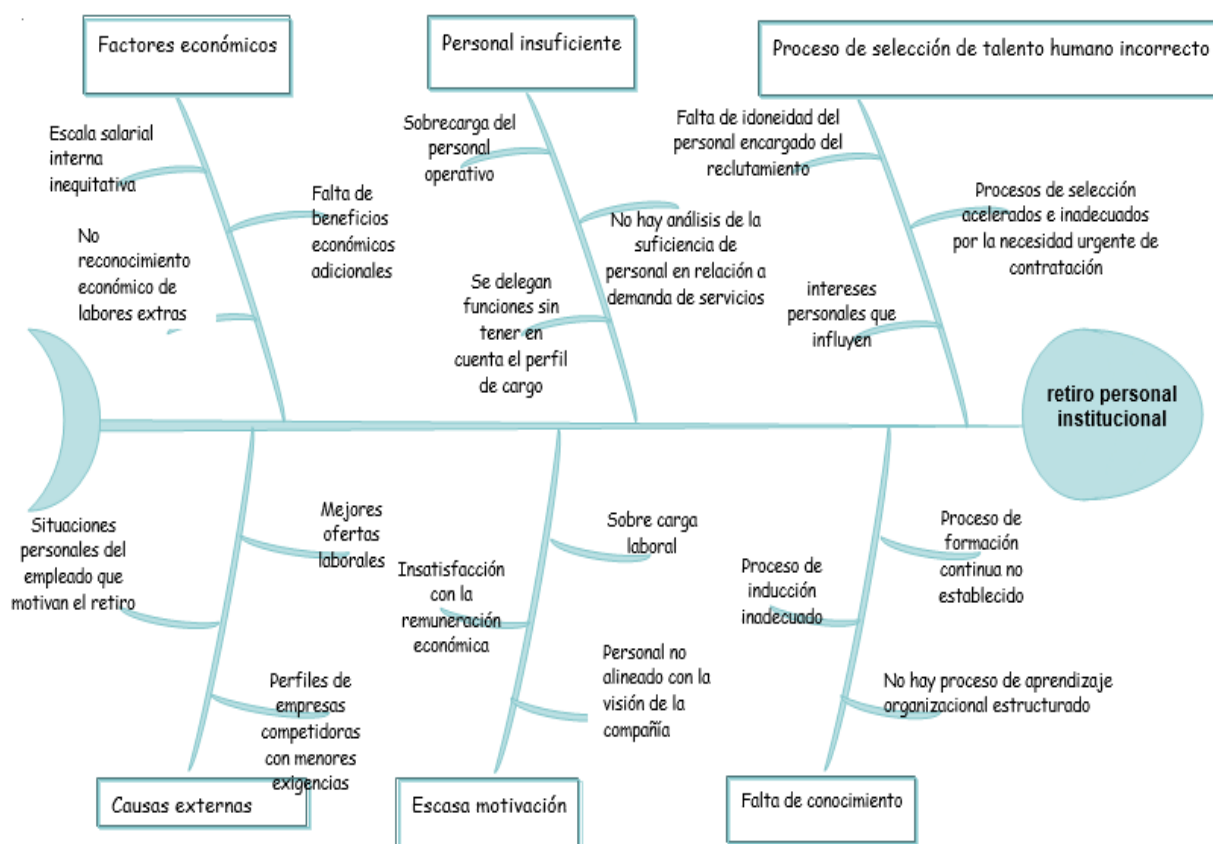 Factores económicos
Personal insuficiente
Proceso de selección de talento humano incorrecto
Escala salarial
interna
inequitativa
Falta de
beneficios
económicos
adicionales
No
reconocimiento
económico de
labores extras
Sobrecarga del
personal
operativo
No hay análisis de la
suficiencia de
personal en relación a
demanda de servicios
Se delegan
funciones sin
tener en
cuenta el perfil
de cargo
Falta de idoneidad del
personal encargado del
reclutamiento
Procesos de selección
acelerados e inadecuados
por la necesidad urgente de
contratación
intereses
personales que
influyen
retiro personal
institucional
Situaciones
personales del
empleado que
motivan el retiro
Mejores
ofertas
laborales
Perfiles de
empresas
competidoras
con menores
exigencias
Insatisfacción
con la
remuneración
económica
Sobre carga
laboral
Personal no
alineado con la
visión de la
compañía
Proceso de
inducción
inadecuado
Proceso de
formación
continua no
establecido
No hay proceso de aprendizaje
organizacional estructurado
Causas externas
Escasa motivación
Falta de conocimiento